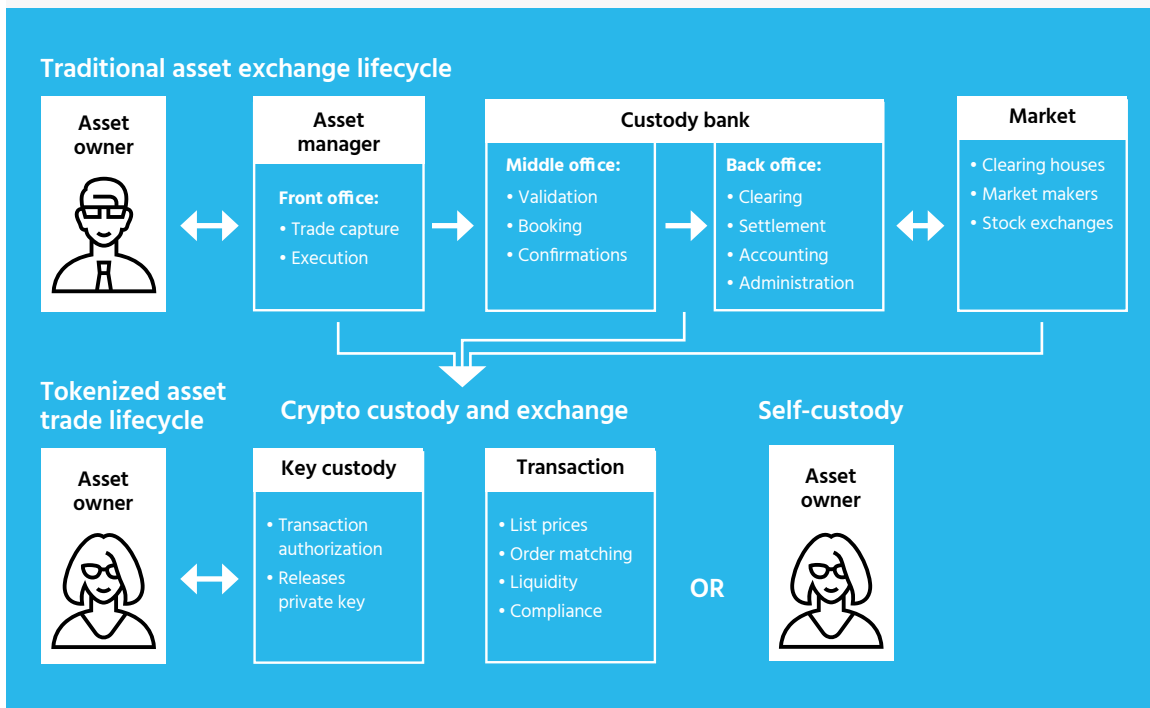 Traditional asset exchange lifecycle
Asset
owner
Asset
manager
Front office:
• Trade capture
• Execution
Custody bank
Middle office:
• Validation
• Booking
• Confirmations
Back office:
• Clearing
• Settlement
• Accounting
• Administration
Market
• Clearing houses
• Market makers
• Stock exchanges
Tokenized asset
trade lifecycle
Crypto custody and exchange
Self-custody
Asset
owner
Key custody
• Transaction
authorization
• Releases
private key
Transaction
• List prices
• Order matching
• Liquidity
• Compliance
OR
Asset
owner